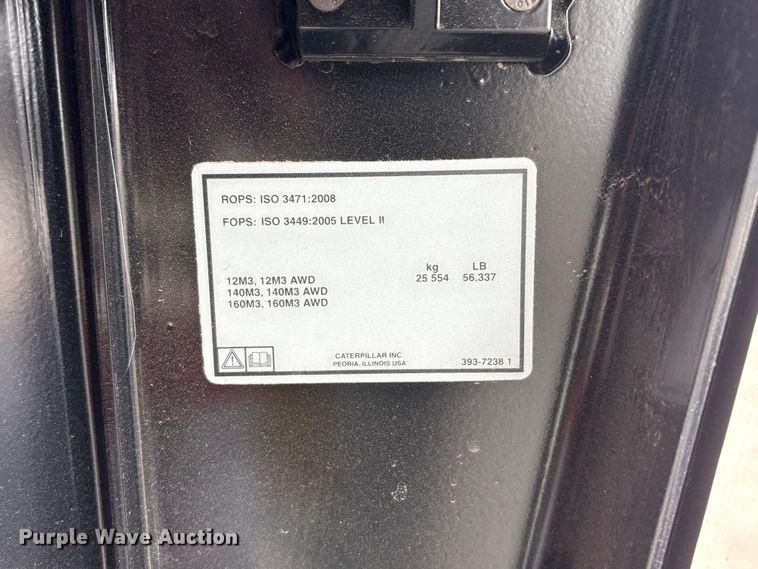 ROPS: ISO 3471:2008
FOPS: ISO 3449:2005 LEVEL II
kg LB
12M3, 12M3 AWD 25 554 56,337
140M3, 140M3 AWD
160M3, 160M3 AWD
CATERPILLAR INC
PEORIA, ILLINOIS USA 393-7238 1
Purple Wave Auction